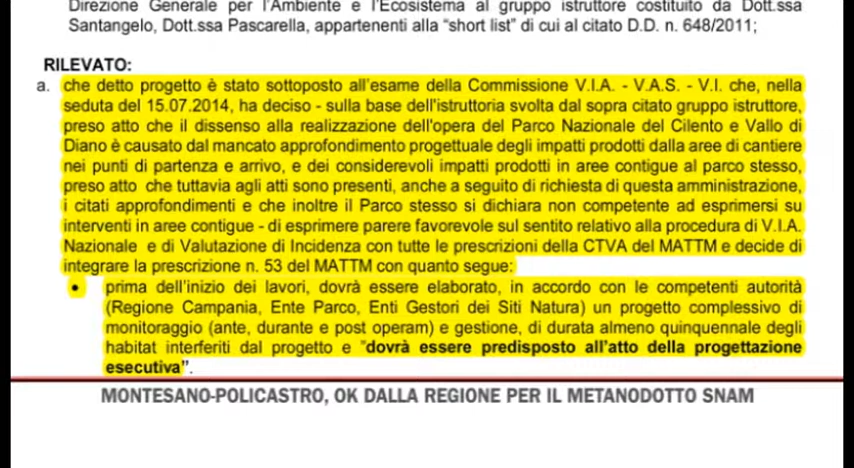 Direzione Generale per l'Ambiente e l'Ecosistema al gruppo istruttore costituito da Dott.ssa
Santangelo, Dott.ssa Pascarella, appartenenti alla "short list" di cui al citato D.D. n. 648/2011;
RILEVATO:
a. che detto progetto è stato sottoposto all'esame della Commissione V.I.A. - V.A.S. - V.I. che, nella
seduta del 15.07.2014, ha deciso - sulla base dell'istruttoria svolta dal sopra citato gruppo istruttore,
preso atto che il dissenso alla realizzazione dell'opera del Parco Nazionale del Cilento e Vallo di
Diano è causato dal mancato approfondimento progettuale degli impatti prodotti dalla aree di cantiere
nei punti di partenza e arrivo, e dei considerevoli impatti prodotti in aree contigue al parco stesso,
preso atto che tuttavia agli atti sono presenti, anche a seguito di richiesta di questa amministrazione,
i citati approfondimenti e che inoltre il Parco stesso si dichiara non competente ad esprimersi su
interventi in aree contigue - di esprimere parere favorevole sul sentito relativo alla procedura di V.I.A.
Nazionale e di Valutazione di Incidenza con tutte le prescrizioni della CTVA del MATTM e decide di
integrare la prescrizione n. 53 del MATTM con quanto segue:
• prima dell'inizio dei lavori, dovrà essere elaborato, in accordo con le competenti autorità
(Regione Campania, Ente Parco, Enti Gestori dei Siti Natura) un progetto complessivo di
monitoraggio (ante, durante e post operam) e gestione, di durata almeno quinquennale degli
habitat interferiti dal progetto e "dovrà essere predisposto all'atto della progettazione
esecutiva".
MONTESANO-POLICASTRO, OK DALLA REGIONE PER IL METANODOTTO SNAM